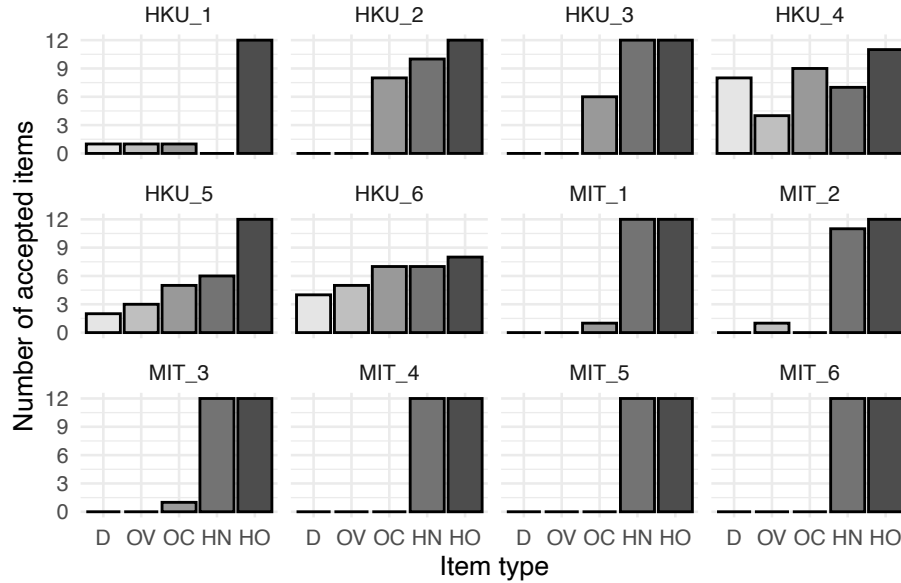 HKU_1 HKU_2 HKU_3 HKU_4
12
9
6
3
0
HKU_5 HKU_6 MIT_1 MIT_2
12
9
6
3
0
MIT_3 MIT_4 MIT_5 MIT_6
12
9
6
3
0
D OV OC HN HO D OV OC HN HO D OV OC HN HO D OV OC HN HO
Item type
Number of accepted items